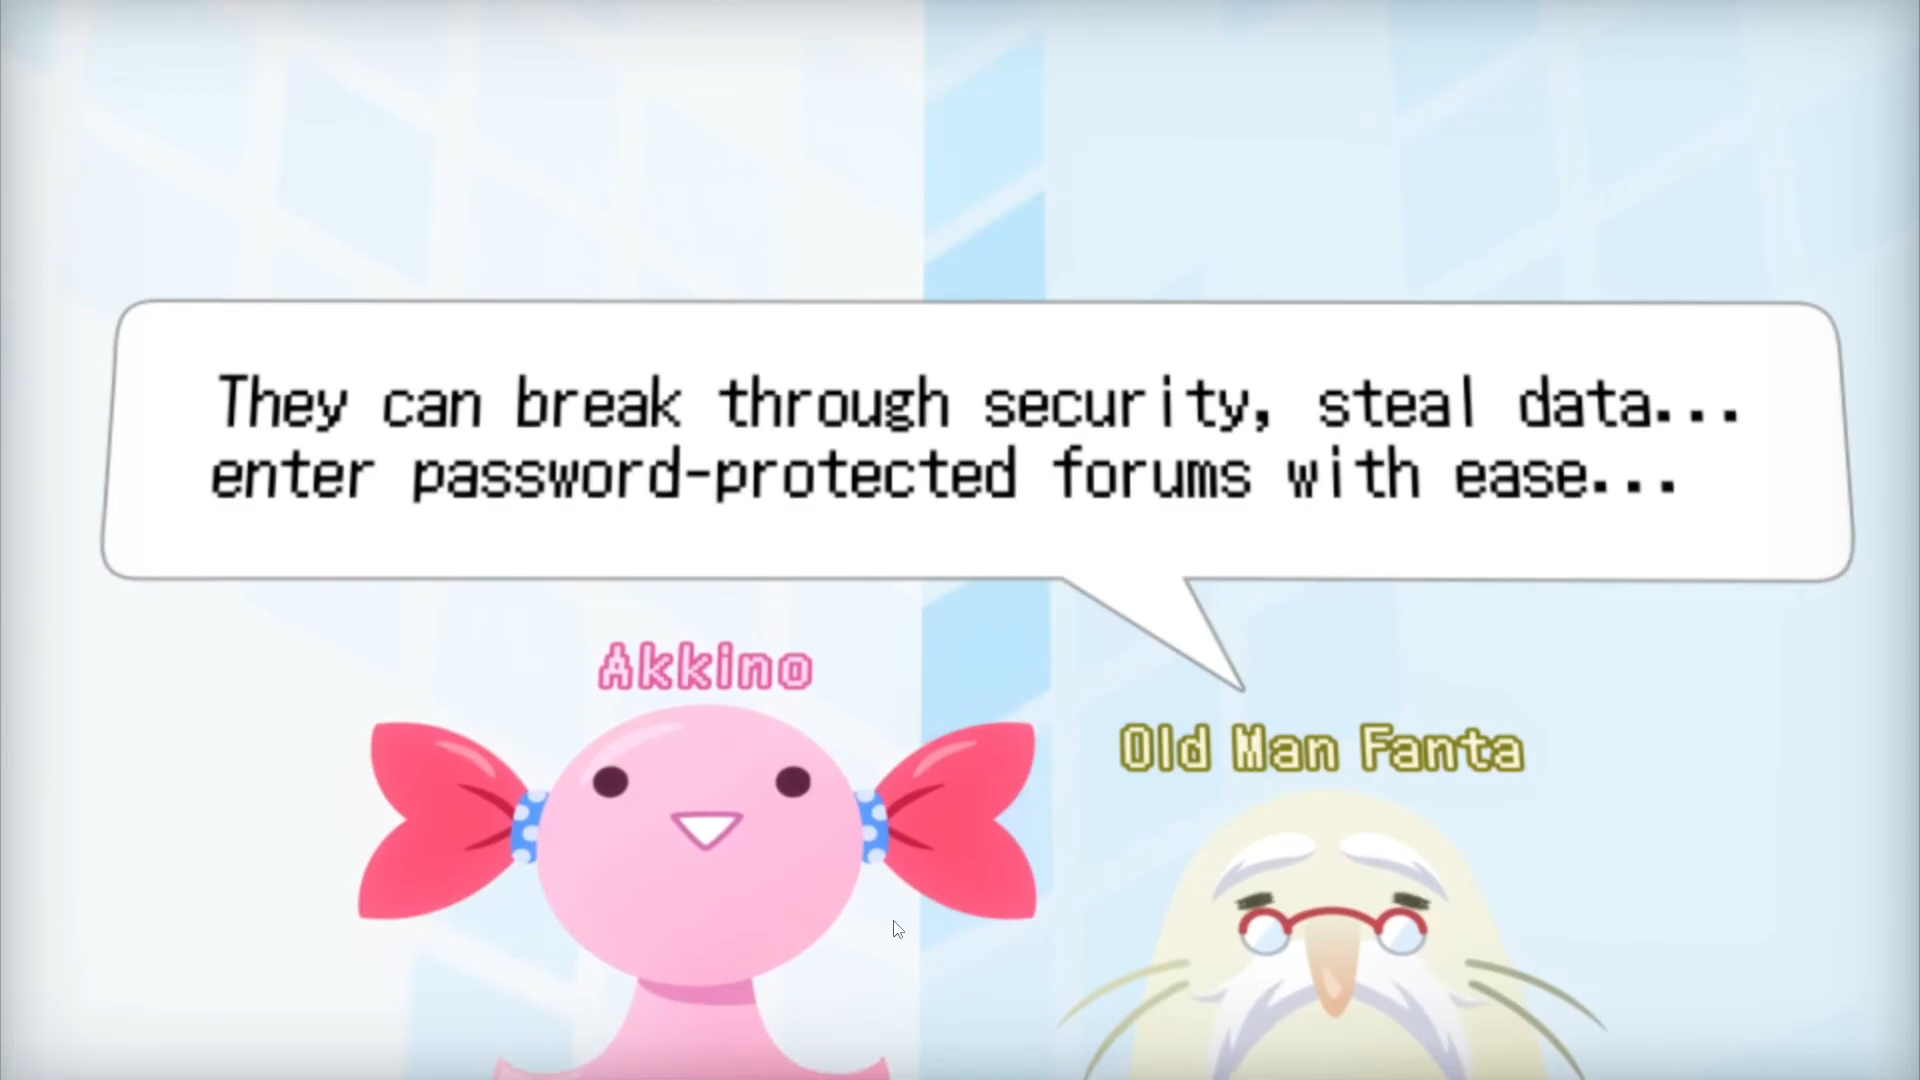 They can break through security, steal data...
enter password-protected forums with ease...
Akkino
Old Man Fanta